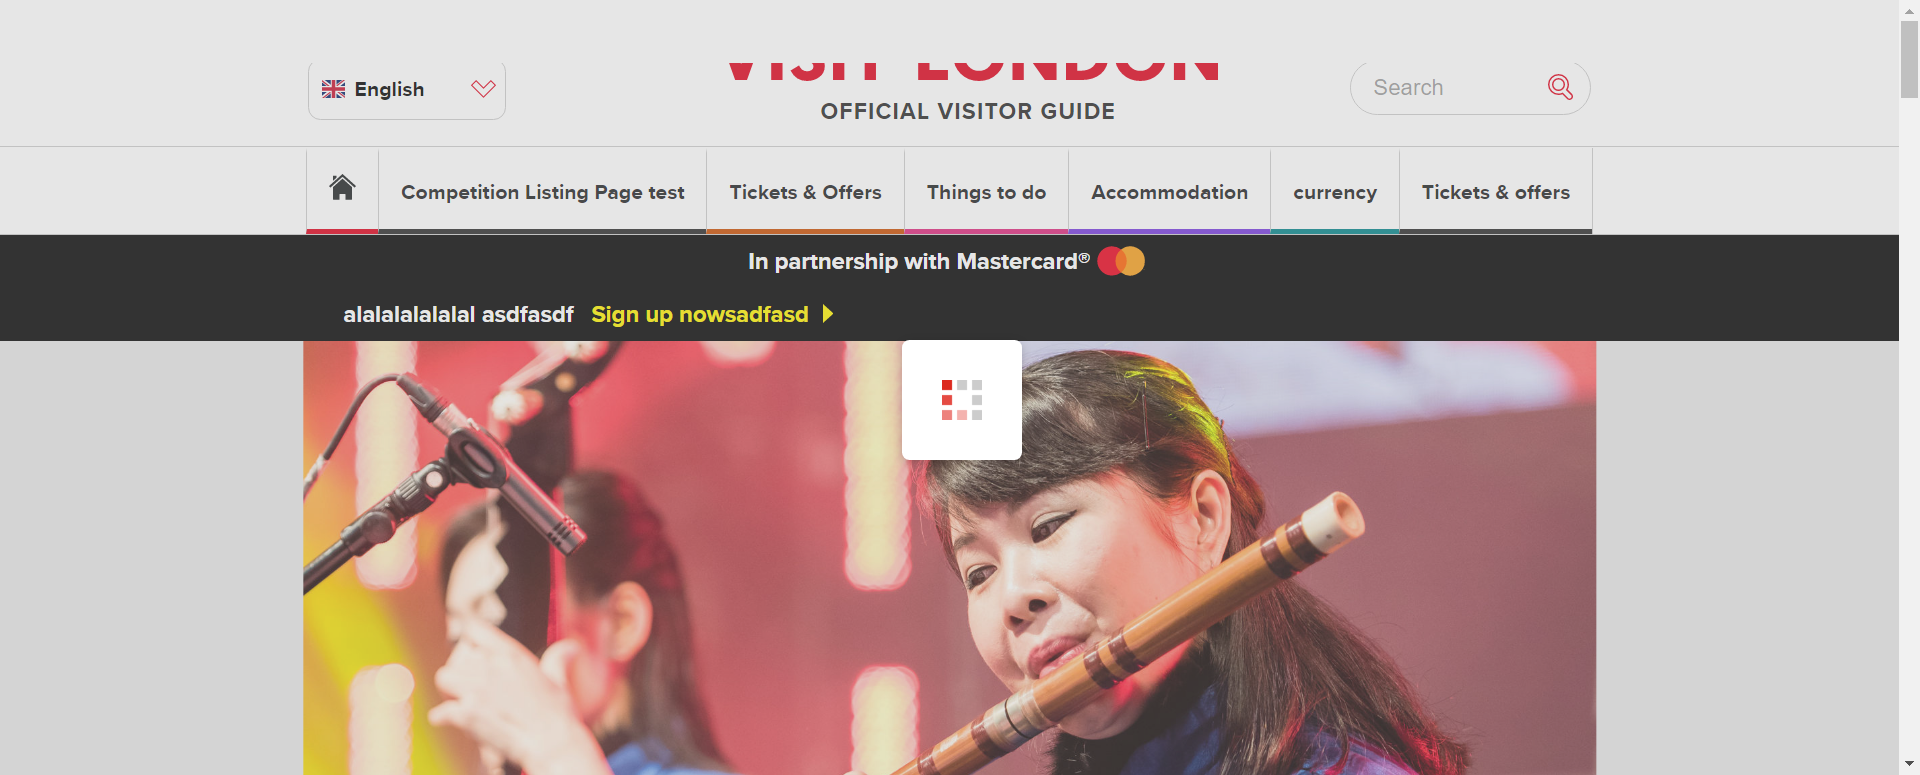 English
VISIT LONDON
OFFICIAL VISITOR GUIDE
Search
Competition Listing Page test
Tickets & Offers
Things to do
Accommodation
currency
Tickets & offers
In partnership with Mastercard®
alalalalalalal asdfasdf Sign up nowsadfasd